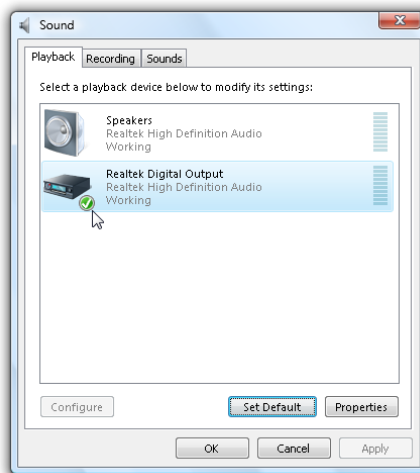 Sound
Playback Recording Sounds
Select a playback device below to modify its settings:
Speakers
Realtek High Definition Audio
Working
Realtek Digital Output
Realtek High Definition Audio
Working
Configure Set Default Properties
OK Cancel Apply